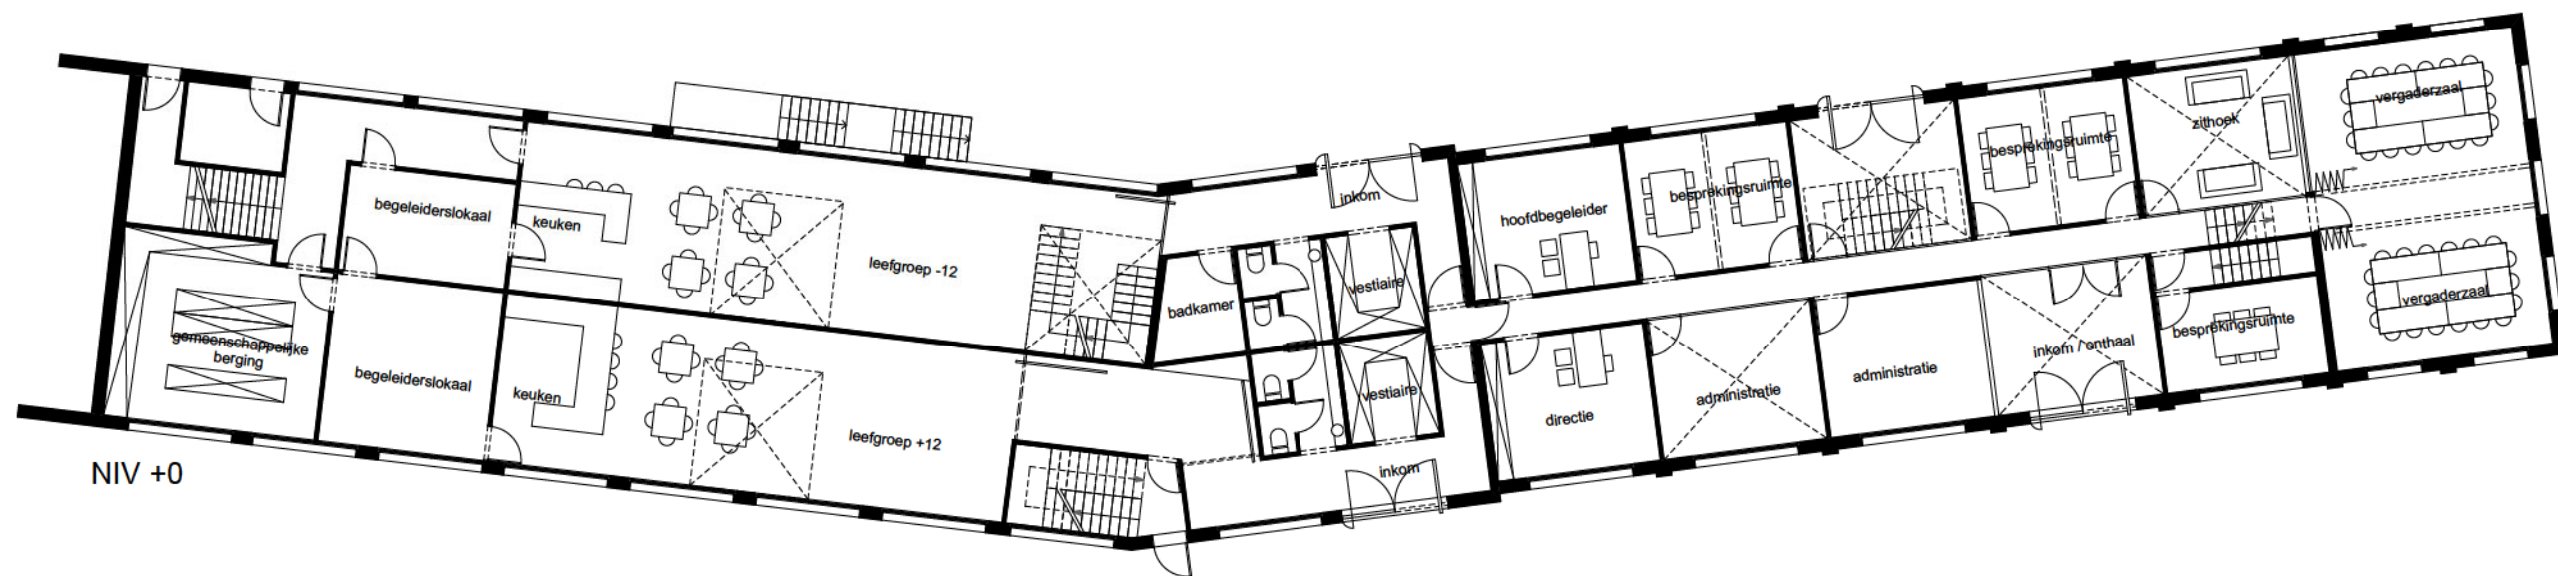 begeleiderslokaal
keuken
leefgroep -12
inkom
badkamer
vestiaire
hoofdbegeleider
besprekingsruimte
besprekingsruimte
zithoek
vergaderzaal
gemeenschappelijke
berging
begeleiderslokaal
keuken
leefgroep +12
vestiaire
inkom
directie
administratie
administratie
inkom / onthaal
besprekingsruimte
vergaderzaal
NIV +0